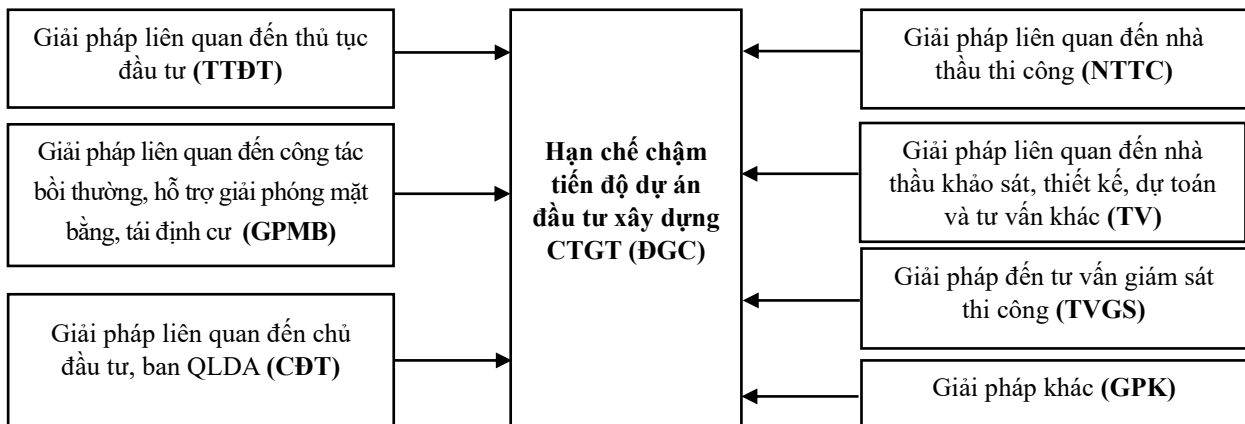 Giải pháp liên quan đến thủ tục
đầu tư (TTĐT)
Giải pháp liên quan đến công tác
bồi thường, hỗ trợ giải phóng mặt
bằng, tái định cư (GPMB)
Giải pháp liên quan đến chủ
đầu tư, ban QLDA (CĐT)
Hạn chế chậm
tiến độ dự án
đầu tư xây dựng
CTGT (ĐGC)
Giải pháp liên quan đến nhà
thầu thi công (NTTC)
Giải pháp liên quan đến nhà
thầu khảo sát, thiết kế, dự toán
và tư vấn khác (TV)
Giải pháp đến tư vấn giám sát
thi công (TVGS)
Giải pháp khác (GPK)